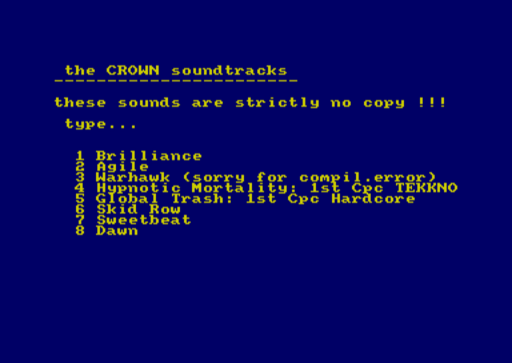 the CROWN soundtracks
-----------------------
these sounds are strictly no copy !!!
type...
1 Brilliance
2 Agile
3 Warhawk (sorry for compil.error)
4 Hypnotic Mortality: 1st Cpc TEKKNO
5 Global Trash: 1st Cpc Hardcore
6 Skid Row
7 Sweetbeat
8 Dawn